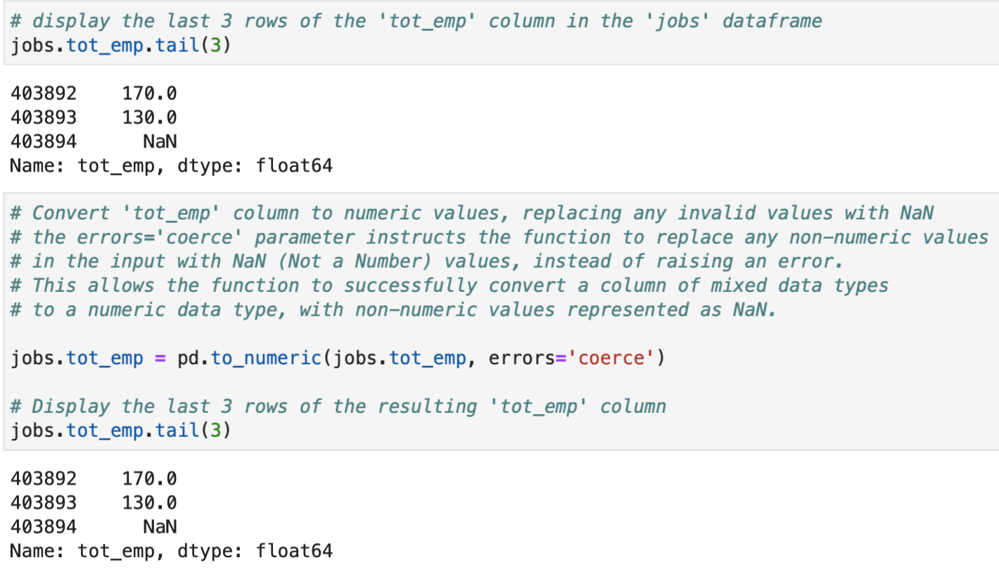 # display the last 3 rows of the 'tot_emp' column in the 'jobs' dataframe
jobs.tot_emp.tail(3)
403892    170.0
403893    130.0
403894      NaN
Name: tot_emp, dtype: float64
# Convert 'tot_emp' column to numeric values, replacing any invalid values with NaN
# the errors='coerce' parameter instructs the function to replace any non-numeric values
# in the input with NaN (Not a Number) values, instead of raising an error.
# This allows the function to successfully convert a column of mixed data types
# to a numeric data type, with non-numeric values represented as NaN.
jobs.tot_emp = pd.to_numeric(jobs.tot_emp, errors='coerce')
# Display the last 3 rows of the resulting 'tot_emp' column
jobs.tot_emp.tail(3)
403892    170.0
403893    130.0
403894      NaN
Name: tot_emp, dtype: float64